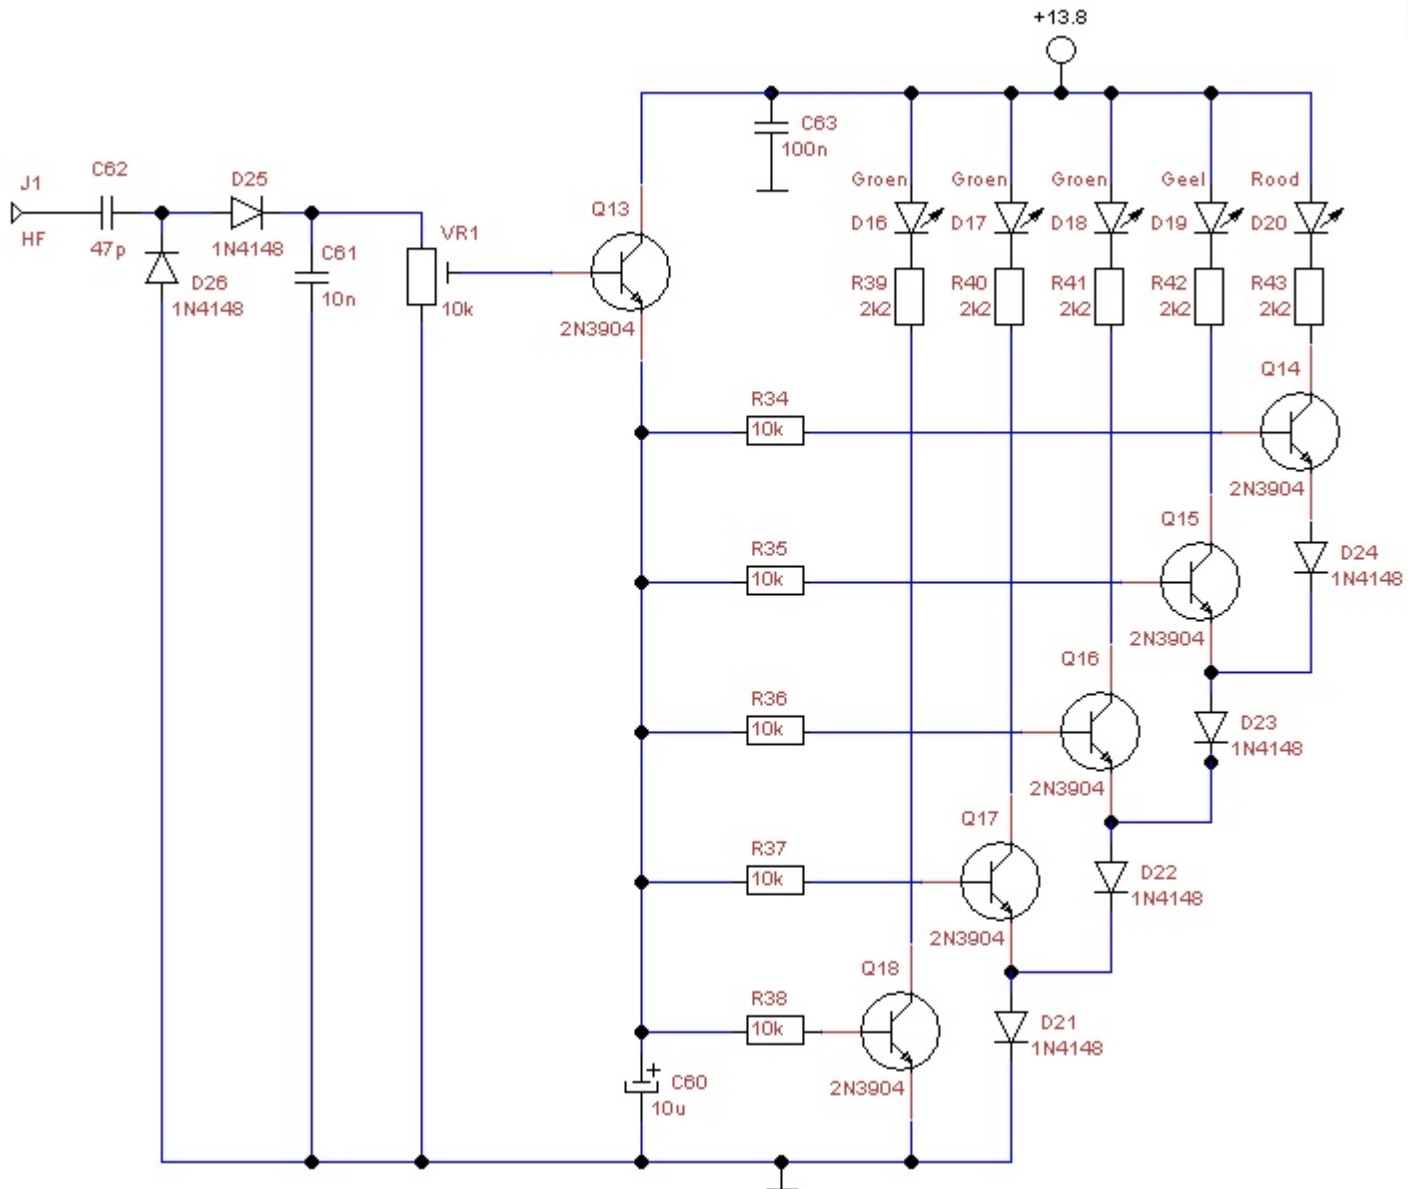 +13.8
C63
100n
C62
J1
HF
47p
D25
1N4148
D26
1N4148
C61
10n
VR1
10k
Q13
2N3904
Groen
Groen
Groen
Geel
Rood
D16
D17
D18
D19
D20
R39
2k2
R40
2k2
R41
2k2
R42
2k2
R43
2k2
Q14
2N3904
R34
10k
Q15
2N3904
D24
1N4148
R35
10k
Q16
2N3904
D23
1N4148
R36
10k
Q17
2N3904
D22
1N4148
R37
10k
Q18
2N3904
D21
1N4148
R38
10k
+
C60
10u